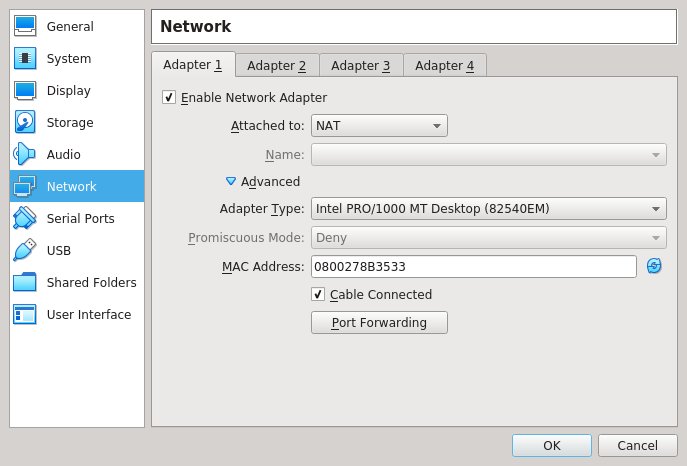 General
System
Display
Storage
Audio
Network
Serial Ports
USB
Shared Folders
User Interface
Network
Adapter 1 Adapter 2 Adapter 3 Adapter 4
Enable Network Adapter
Attached to: NAT
Name:
Advanced
Adapter Type: Intel PRO/1000 MT Desktop (82540EM)
Promiscuous Mode: Deny
MAC Address: 0800278B3533
Cable Connected
Port Forwarding
OK Cancel